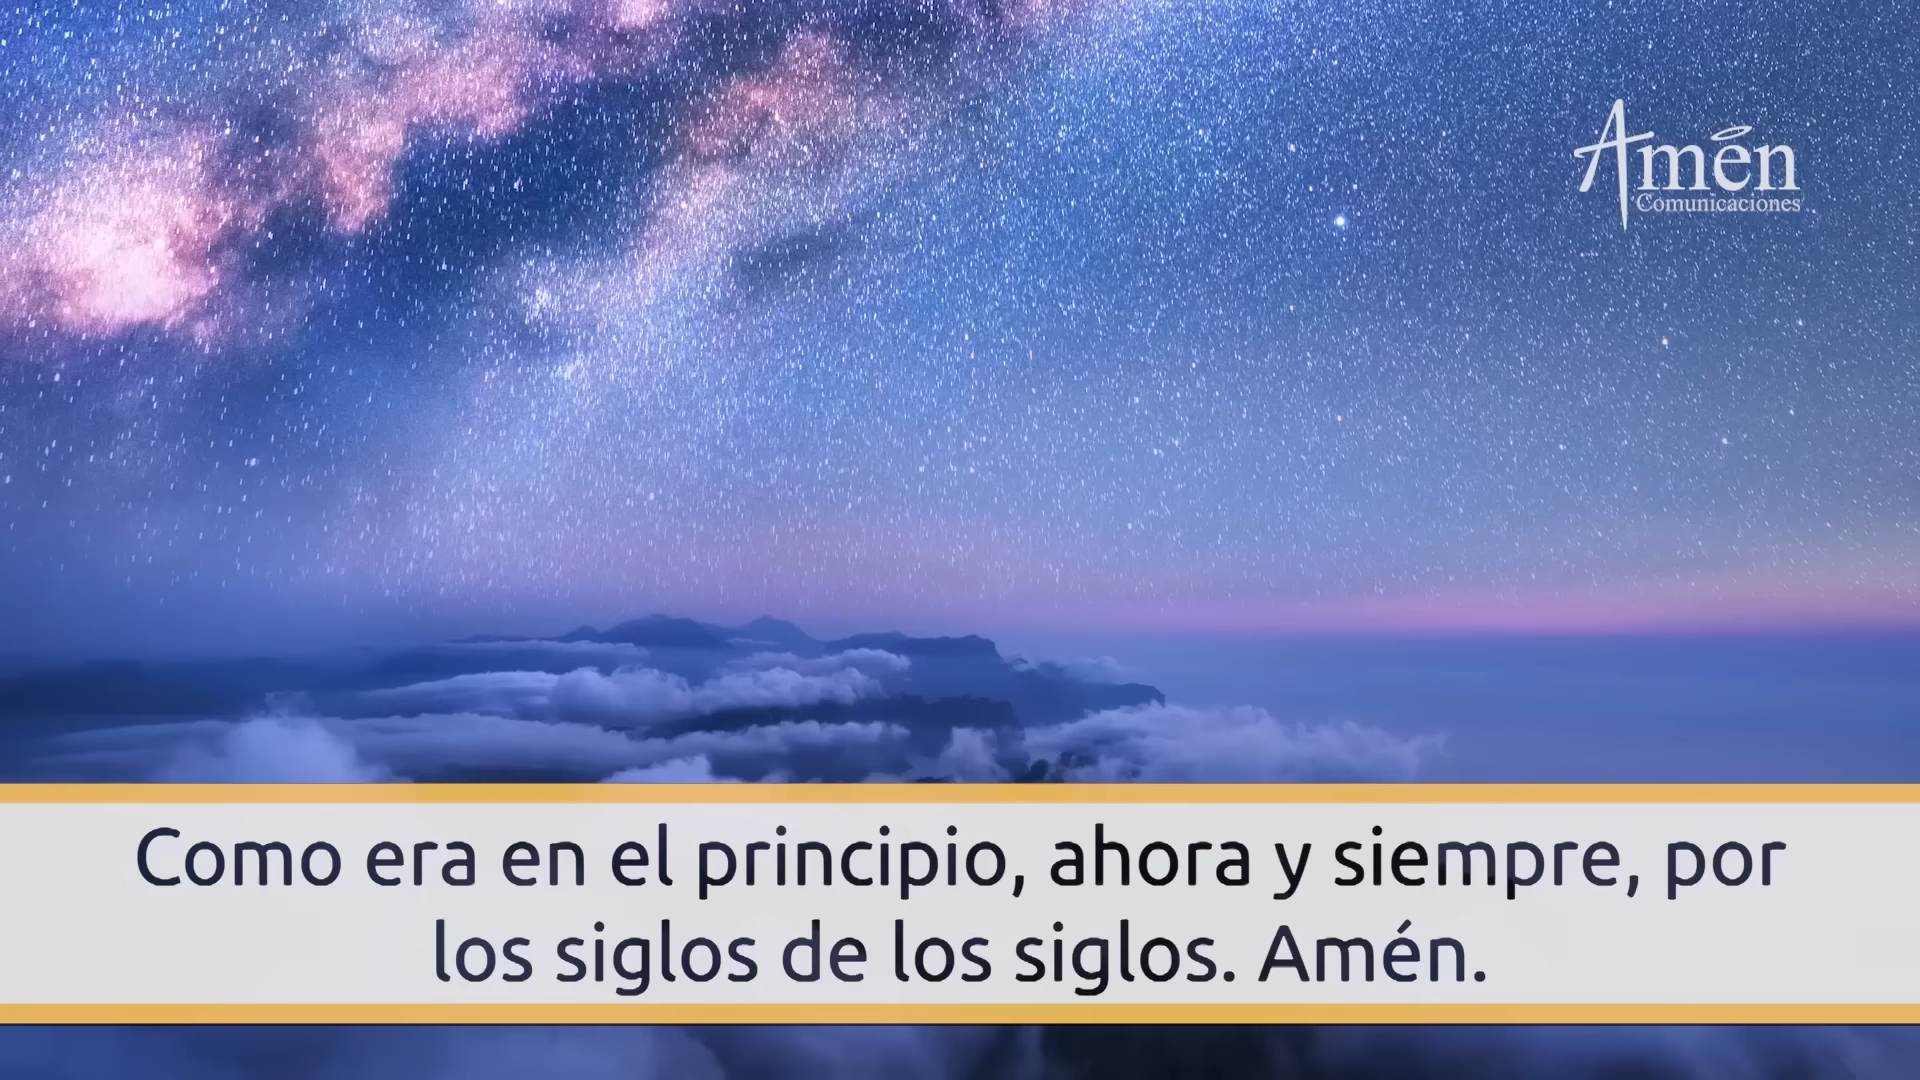 Amén
Comunicaciones
Como era en el principio, ahora y siempre, por
los siglos de los siglos. Amén.